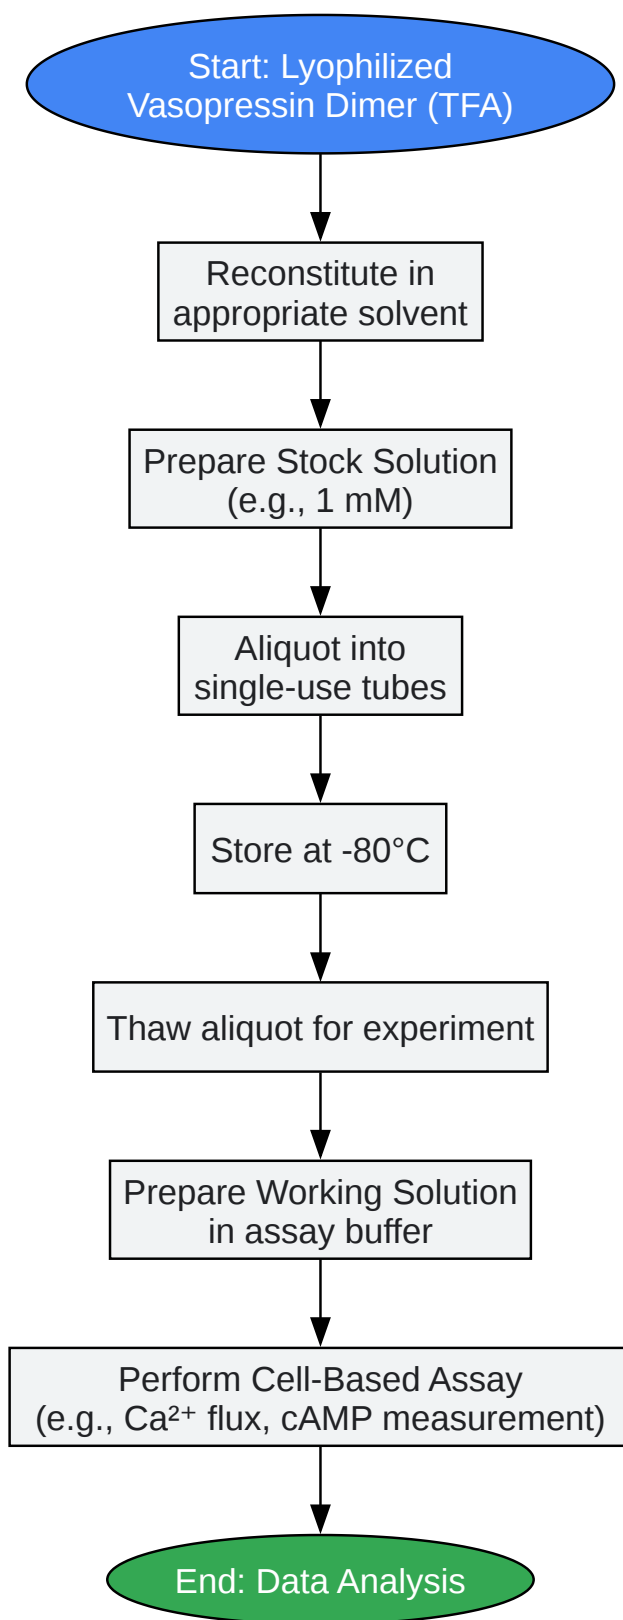 Start: Lyophilized
Vasopressin Dimer (TFA)
Reconstitute in
appropriate solvent
Prepare Stock Solution
(e.g., 1 mM)
Aliquot into
single-use tubes
Store at -80°C
Thaw aliquot for experiment
Prepare Working Solution
in assay buffer
Perform Cell-Based Assay
(e.g., Ca²⁺ flux, cAMP measurement)
End: Data Analysis